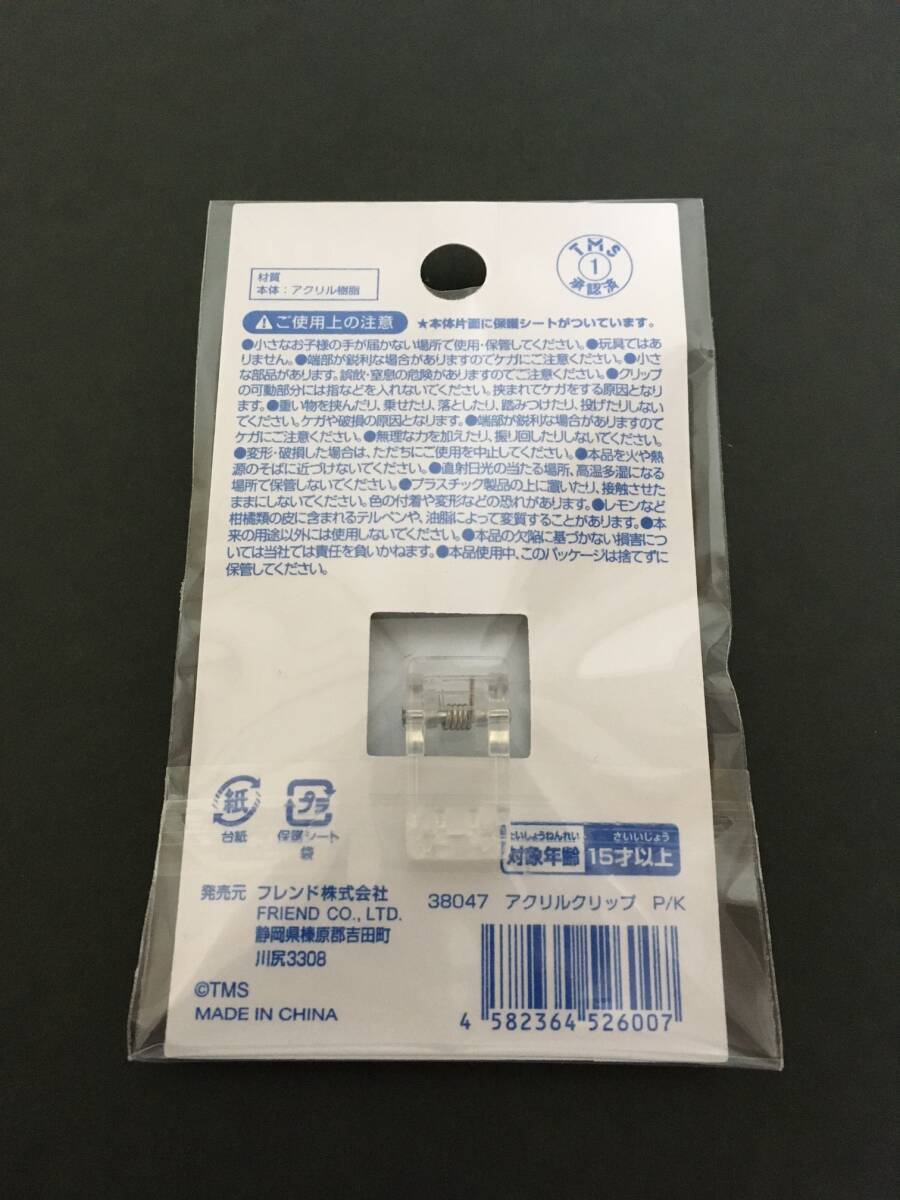 TMS
1
承認済
材質
本体：アクリル樹脂
ご使用上の注意 ★本体片面に保護シートがついています。
●小さなお子様の手が届かない場所で使用・保管してください。●玩具ではあ
りません。●端部が鋭利な場合がありますのでケガにご注意ください。●小さ
な部品があります。誤飲・窒息の危険がありますのでご注意ください。●クリップ
の可動部分には指などを入れないでください。挟まれてケガをする原因となり
ます。●重い物を挟んだり、乗せたり、落としたり、踏みつけたり、投げたりしない
でください。ケガや破損の原因となります。●端部が鋭利な場合がありますので
ケガにご注意ください。●無理な力を加えたり、振り回したりしないでください。
●変形・破損した場合は、ただちにご使用を中止してください。●本品を火や熱
源のそばに近づけないでください。●直射日光の当たる場所、高温多湿になる
場所で保管しないでください。●プラスチック製品の上に置いたり、接触させた
ままにしないでください。色の付着や変形などの恐れがあります。●レモンなど
柑橘類の皮に含まれるテルペンや、油脂によって変質することがあります。●本
来の用途以外には使用しないでください。●本品の欠陥に基づかない損害につ
いては当社では責任を負いかねます。●本品使用中、このパッケージは捨てずに
保管してください。
紙
台紙
プラ
保護シート
袋
たいしょうねんれい さいいじょう
対象年齢 15才以上
発売元 フレンド株式会社
FRIEND CO., LTD.
静岡県榛原郡吉田町
川尻3308
38047 アクリルクリップ P/K
©TMS
MADE IN CHINA
4 582364 526007